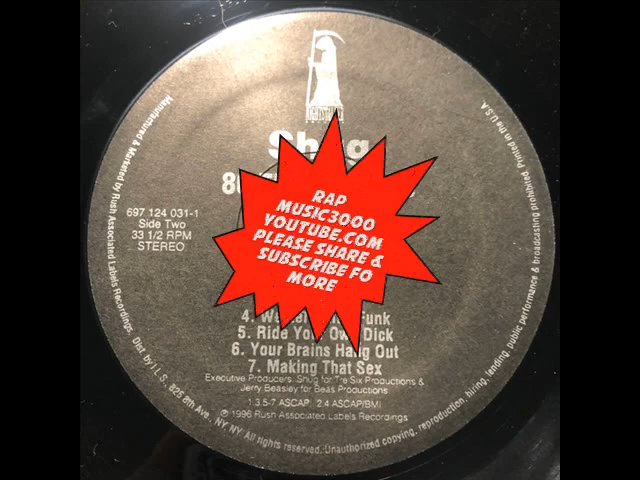 Shug
RAP
MUSIC3000
YOUTUBE.COM
PLEASE SHARE &
SUBSCRIBE FO
MORE
697 124 031-1
Side Two
33 1/2 RPM
STEREO
4. We Funk
5. Ride Your Own Dick
6. Your Brains Hang Out
7. Making That Sex
Executive Producers: Shug for Tre Six Productions &
Jerry Beasley for Beas Productions
1,3,5-7 ASCAP 2,4 ASCAP/BMI
℗ 1996 Rush Associated Labels Recordings
Manufactured & Marketed by Rush Associated Labels Recordings, Dist by I.L.S. 825 8th Ave., NY, NY All rights reserved. Unauthorized copying, reproduction, hiring, lending, public performance & broadcasting prohibited. Printed in the U.S.A